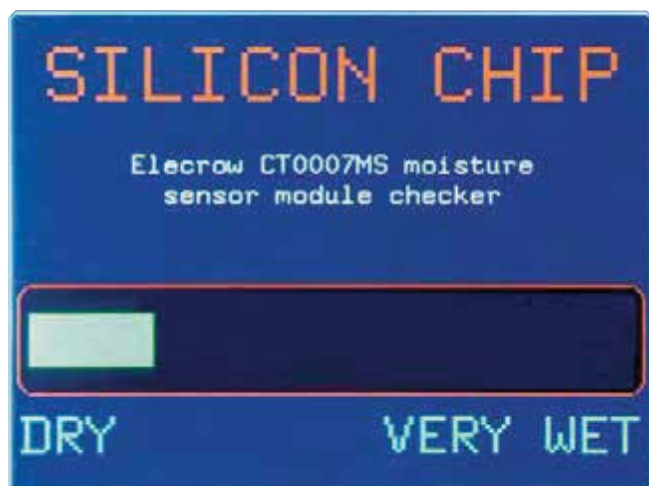 SILICON CHIP
Elecrow CT0007MS moisture
sensor module checker
DRY VERY WET